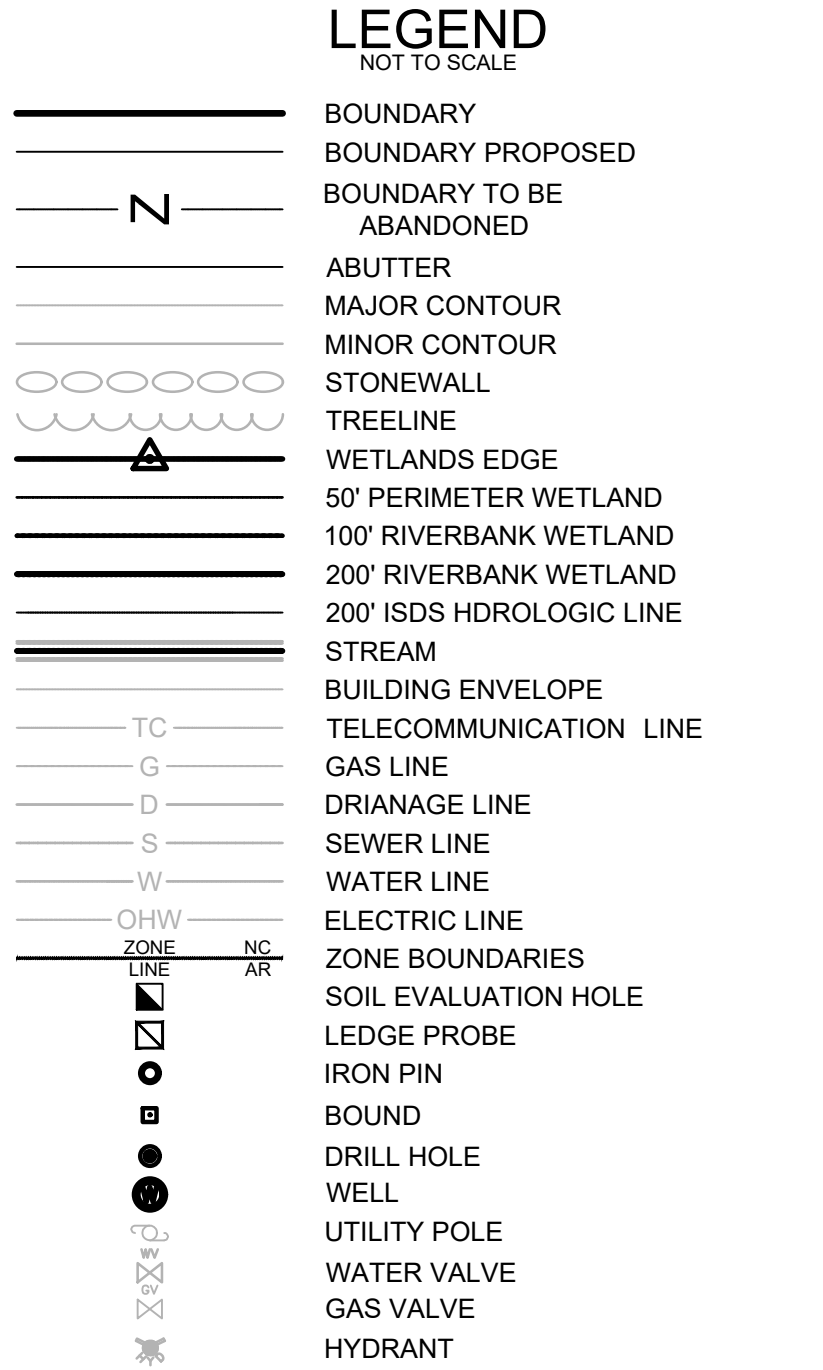 LEGEND
NOT TO SCALE
BOUNDARY
BOUNDARY PROPOSED
N BOUNDARY TO BE
ABANDONED
ABUTTER
MAJOR CONTOUR
MINOR CONTOUR
STONEWALL
TREELINE
WETLANDS EDGE
50' PERIMETER WETLAND
100' RIVERBANK WETLAND
200' RIVERBANK WETLAND
200' ISDS HDROLOGIC LINE
STREAM
BUILDING ENVELOPE
TC TELECOMMUNICATION LINE
G GAS LINE
D DRIANAGE LINE
S SEWER LINE
W WATER LINE
OHW ELECTRIC LINE
ZONE NC
LINE AR
ZONE BOUNDARIES
SOIL EVALUATION HOLE
LEDGE PROBE
IRON PIN
BOUND
DRILL HOLE
W WELL
UTILITY POLE
WV
WATER VALVE
GV
GAS VALVE
HYDRANT